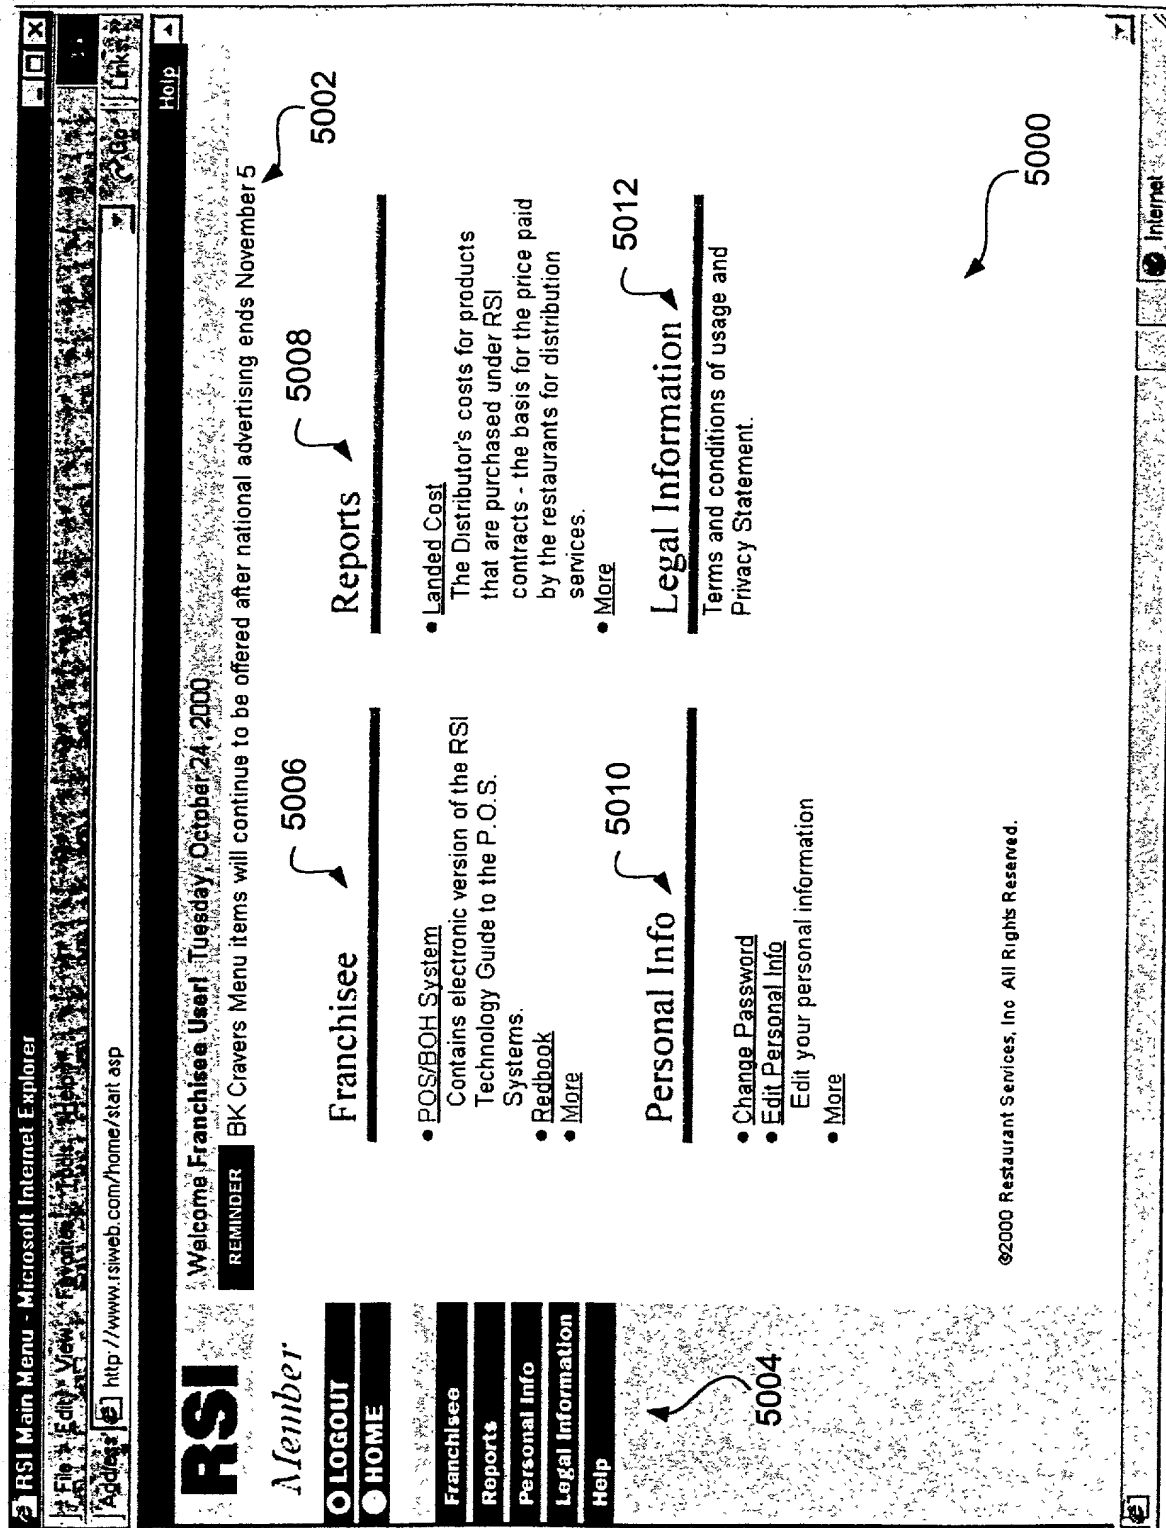 RSI Main Menu - Microsoft Internet Explorer
File Edit View Favorites Tools Help
Address http://www.rsiweb.com/home/start asp
Go Links
Help
RSI
Welcome Franchisee User! Tuesday, October 24, 2000
REMINDER BK Cravers Menu items will continue to be offered after national advertising ends November 5
5002
Member
LOGOUT
HOME
Franchisee
Reports
Personal Info
Legal Information
Help
5004
Franchisee
5006
• POS/BOH System
Contains electronic version of the RSI
Technology Guide to the P.O.S.
Systems.
• Redbook
• More
Reports
5008
• Landed Cost
The Distributor's costs for products
that are purchased under RSI
contracts - the basis for the price paid
by the restaurants for distribution
services.
• More
Personal Info
5010
• Change Password
• Edit Personal Info
Edit your personal information
• More
Legal Information
5012
Terms and conditions of usage and
Privacy Statement.
5000
©2000 Restaurant Services, Inc All Rights Reserved.
Internet